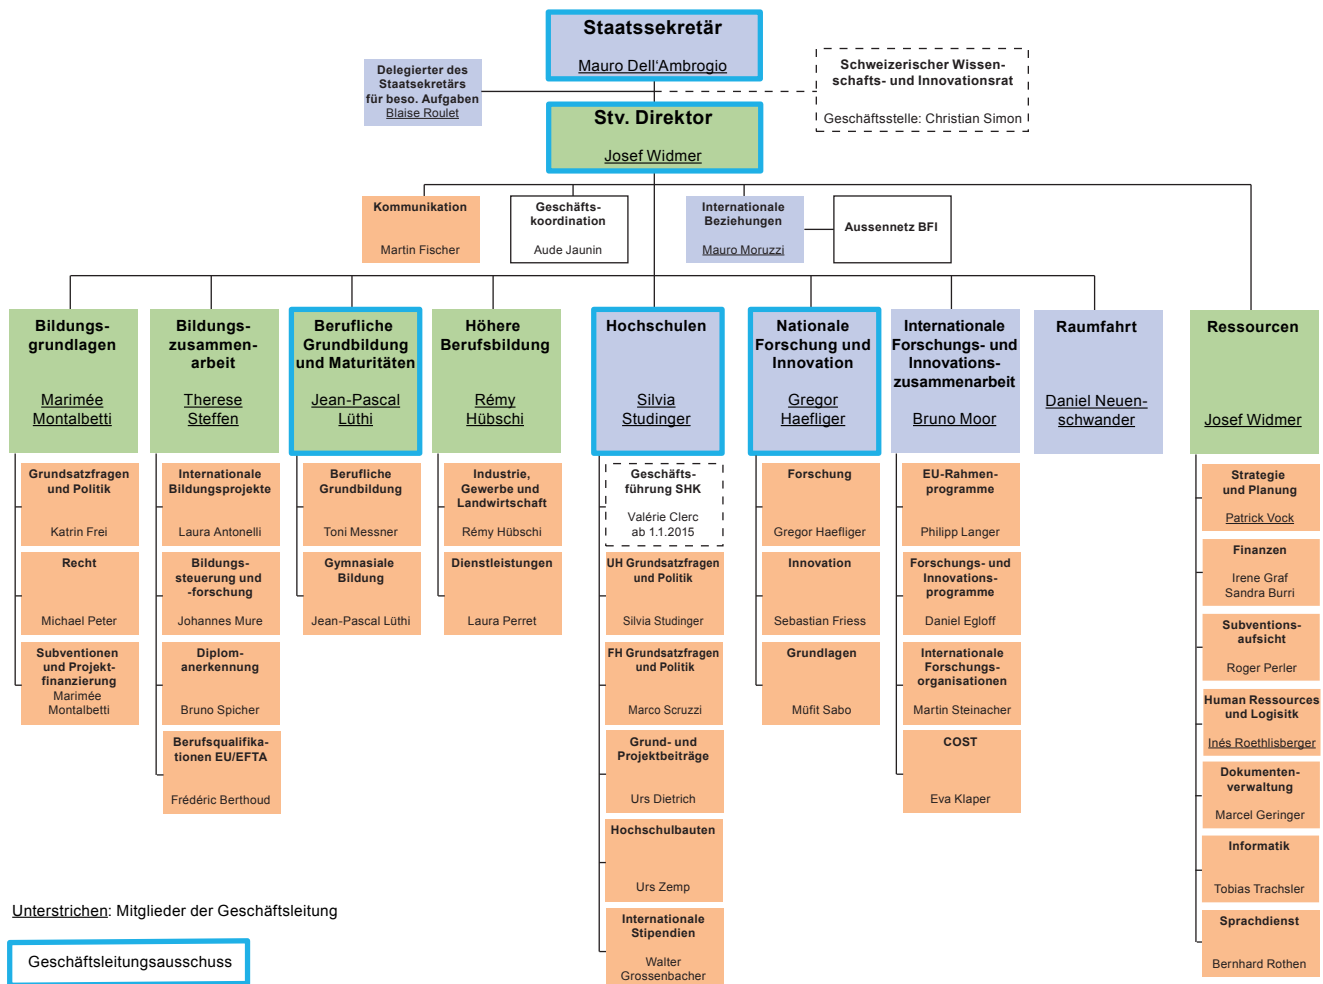 Staatssekretär
Mauro Dell'Ambrogio
Delegierter des
Staatsekretärs
für beso. Aufgaben
Blaise Roulet
Schweizerischer Wissen-
schafts- und Innovationsrat
Geschäftsstelle: Christian Simon
Stv. Direktor
Josef Widmer
Kommunikation
Martin Fischer
Geschäfts-
koordination
Aude Jaunin
Internationale
Beziehungen
Mauro Moruzzi
Aussennetz BFI
Bildungs-
grundlagen
Marimée
Montalbetti
Bildungs-
zusammen-
arbeit
Therese
Steffen
Berufliche
Grundbildung
und Maturitäten
Jean-Pascal
Lüthi
Höhere
Berufsbildung
Rémy
Hübschi
Hochschulen
Silvia
Studinger
Nationale
Forschung und
Innovation
Gregor
Haefliger
Internationale
Forschungs- und
Innovations-
zusammenarbeit
Bruno Moor
Raumfahrt
Daniel Neuen-
schwander
Ressourcen
Josef Widmer
Grundsatzfragen
und Politik
Katrin Frei
Recht
Michael Peter
Subventionen
und Projekt-
finanzierung
Marimée
Montalbetti
Internationale
Bildungsprojekte
Laura Antonelli
Bildungs-
steuerung und
-forschung
Johannes Mure
Diplom-
anerkennung
Bruno Spicher
Berufsqualifika-
tionen EU/EFTA
Frédéric Berthoud
Berufliche
Grundbildung
Toni Messner
Gymnasiale
Bildung
Jean-Pascal Lüthi
Industrie,
Gewerbe und
Landwirtschaft
Rémy Hübschi
Dienstleistungen
Laura Perret
Geschäfts-
führung SHK
Valérie Clerc
ab 1.1.2015
UH Grundsatzfragen
und Politik
Silvia Studinger
FH Grundsatzfragen
und Politik
Marco Scruzzi
Grund- und
Projektbeiträge
Urs Dietrich
Hochschulbauten
Urs Zemp
Internationale
Stipendien
Walter
Grossenbacher
Forschung
Gregor Haefliger
Innovation
Sebastian Friess
Grundlagen
Müfit Sabo
EU-Rahmen-
programme
Philipp Langer
Forschungs- und
Innovations-
programme
Daniel Egloff
Internationale
Forschungs-
organisationen
Martin Steinacher
COST
Eva Klaper
Strategie
und Planung
Patrick Vock
Finanzen
Irene Graf
Sandra Burri
Subventions-
aufsicht
Roger Perler
Human Ressources
und Logisitk
Inés Roethlisberger
Dokumenten-
verwaltung
Marcel Geringer
Informatik
Tobias Trachsler
Sprachdienst
Bernhard Rothen
Unterstrichen: Mitglieder der Geschäftsleitung
Geschäftsleitungsausschuss